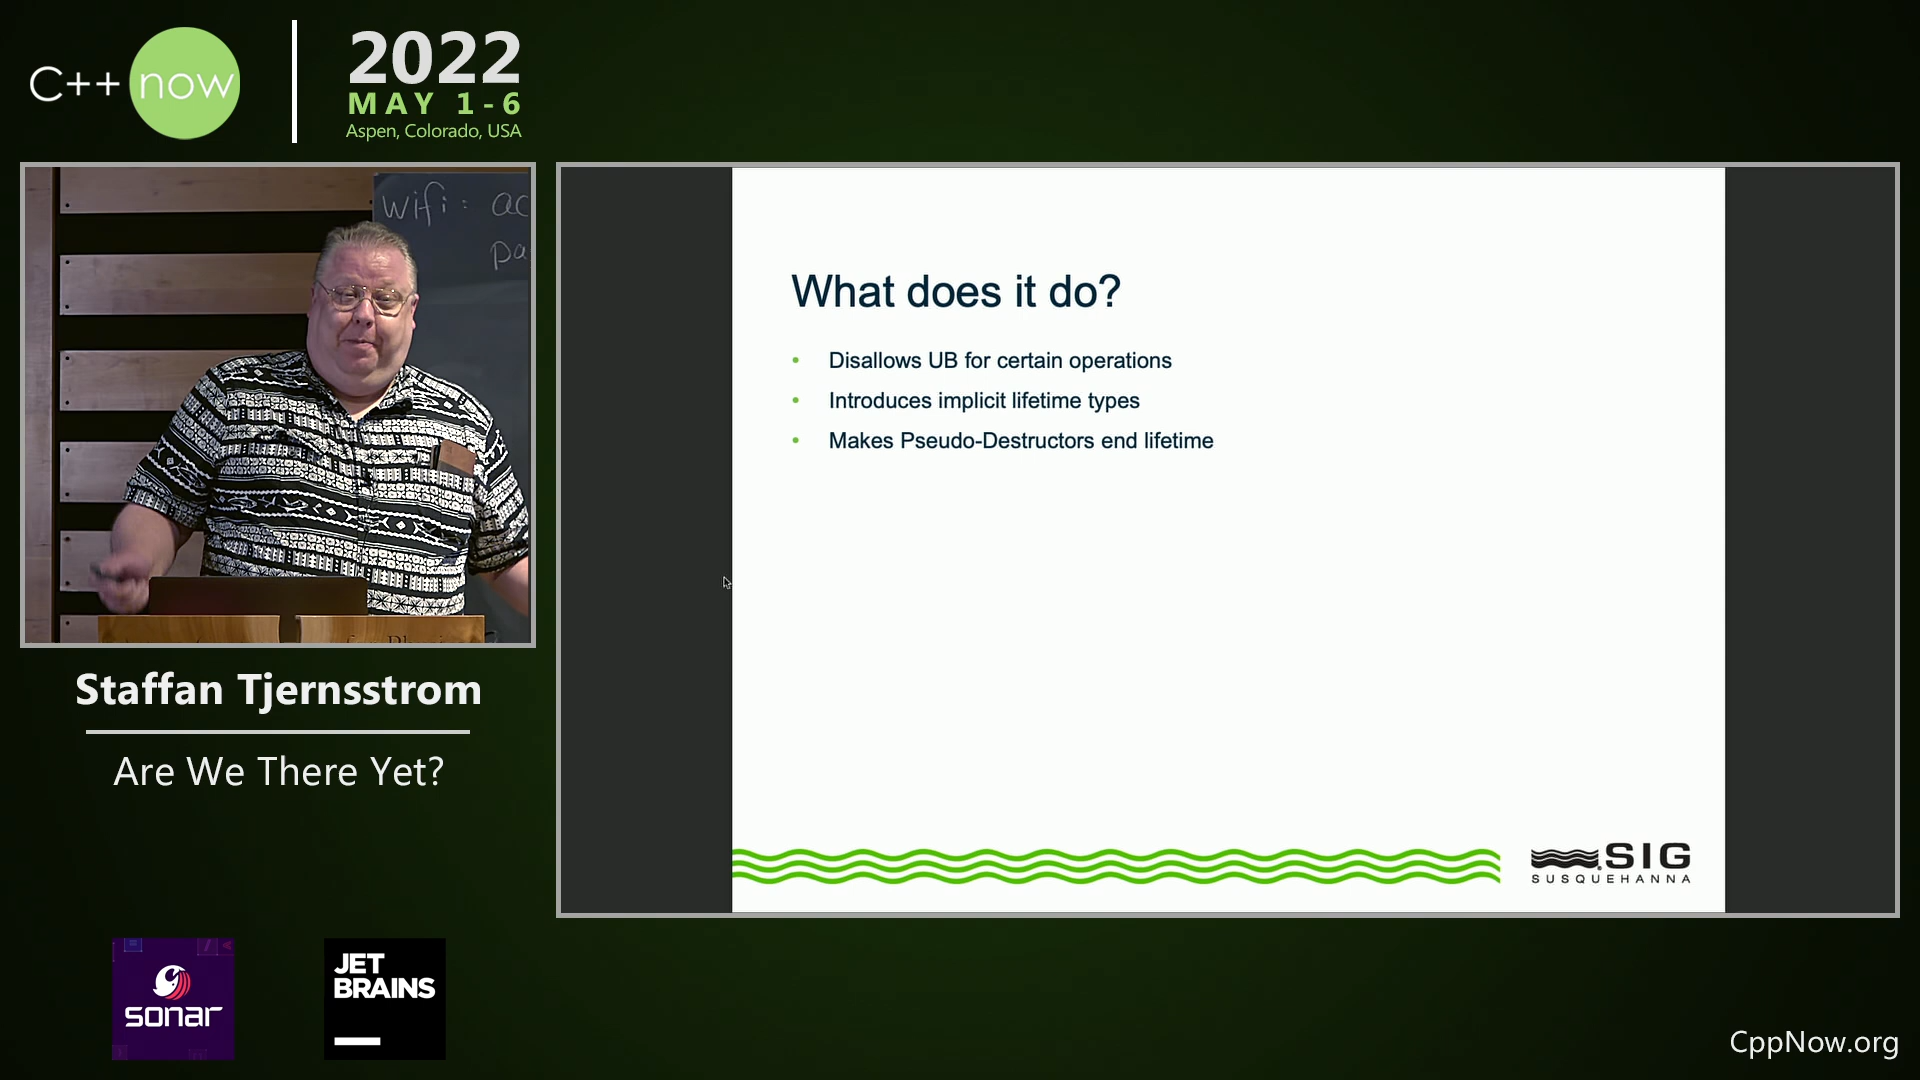 C++ now
2022
MAY 1-6
Aspen, Colorado, USA
wifi: ac
pa
Staffan Tjernsstrom
Are We There Yet?
What does it do?
• Disallows UB for certain operations
• Introduces implicit lifetime types
• Makes Pseudo-Destructors end lifetime
SIG
SUSQUEHANNA
sonar
JET
BRAINS
CppNow.org